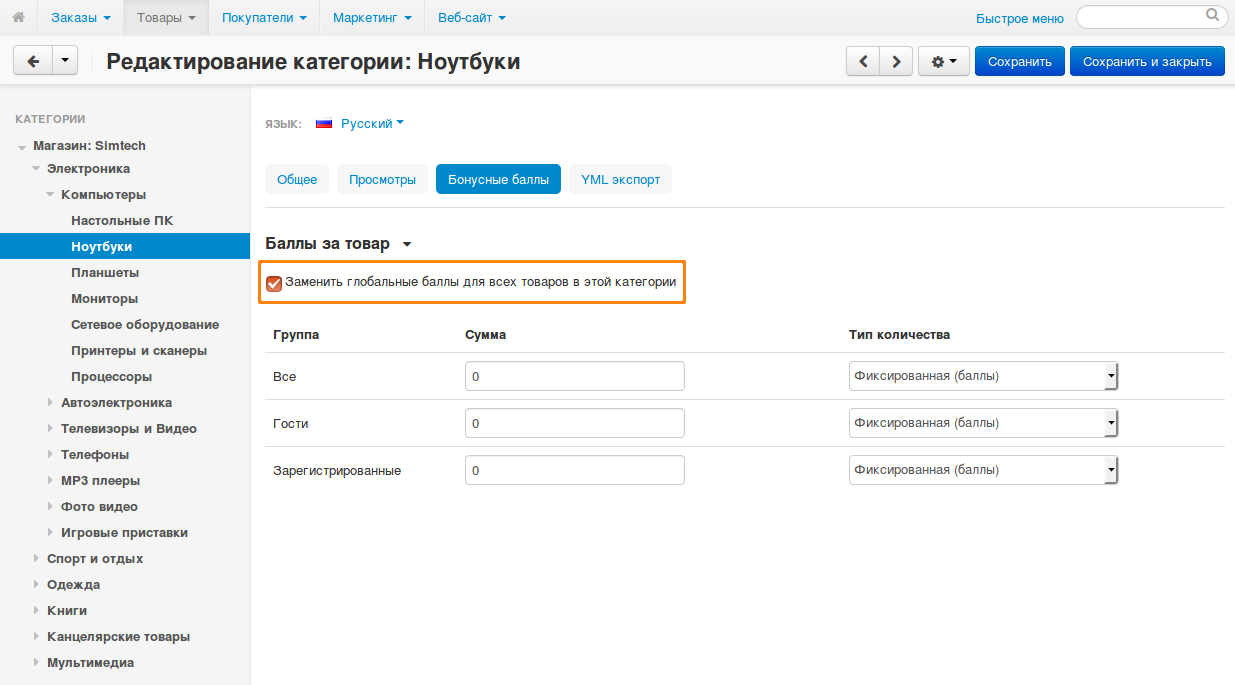 Заказы Товары Покупатели Маркетинг Веб-сайт Быстрое меню
Редактирование категории: Ноутбуки Сохранить Сохранить и закрыть
КАТЕГОРИИ
Магазин: Simtech
Электроника
Компьютеры
Настольные ПК
Ноутбуки
Планшеты
Мониторы
Сетевое оборудование
Принтеры и сканеры
Процессоры
Автоэлектроника
Телевизоры и Видео
Телефоны
MP3 плееры
Фото видео
Игровые приставки
Спорт и отдых
Одежда
Книги
Канцелярские товары
Мультимедиа
ЯЗЫК: Русский
Общее Просмотры Бонусные баллы YML экспорт
Баллы за товар
Заменить глобальные баллы для всех товаров в этой категории
Группа Сумма Тип количества
Все 0 Фиксированная (баллы)
Гости 0 Фиксированная (баллы)
Зарегистрированные 0 Фиксированная (баллы)